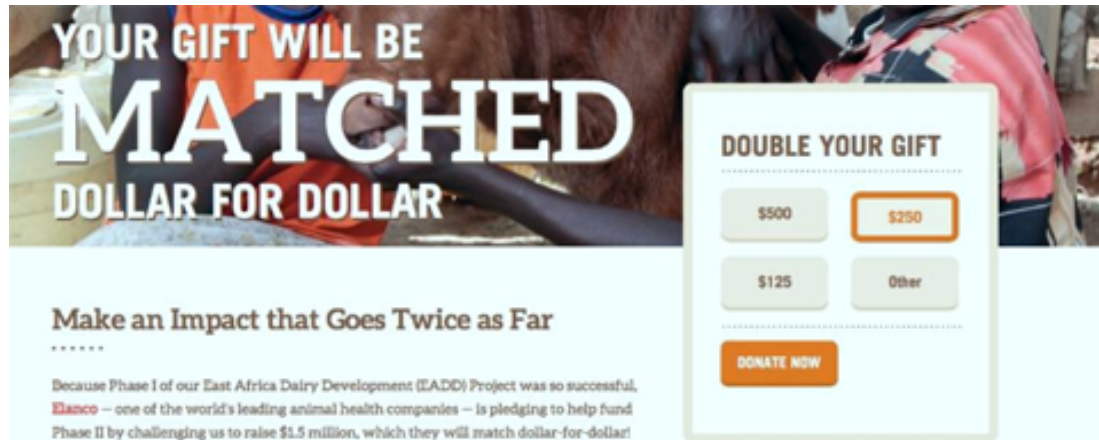 YOUR GIFT WILL BE
MATCHED
DOLLAR FOR DOLLAR
DOUBLE YOUR GIFT
$500
$250
$125
Other
DONATE NOW
Make an Impact that Goes Twice as Far
Because Phase I of our East Africa Dairy Development (EADD) Project was so successful,
Elanco — one of the world's leading animal health companies — is pledging to help fund
Phase II by challenging us to raise $1.5 million, which they will match dollar-for-dollar!